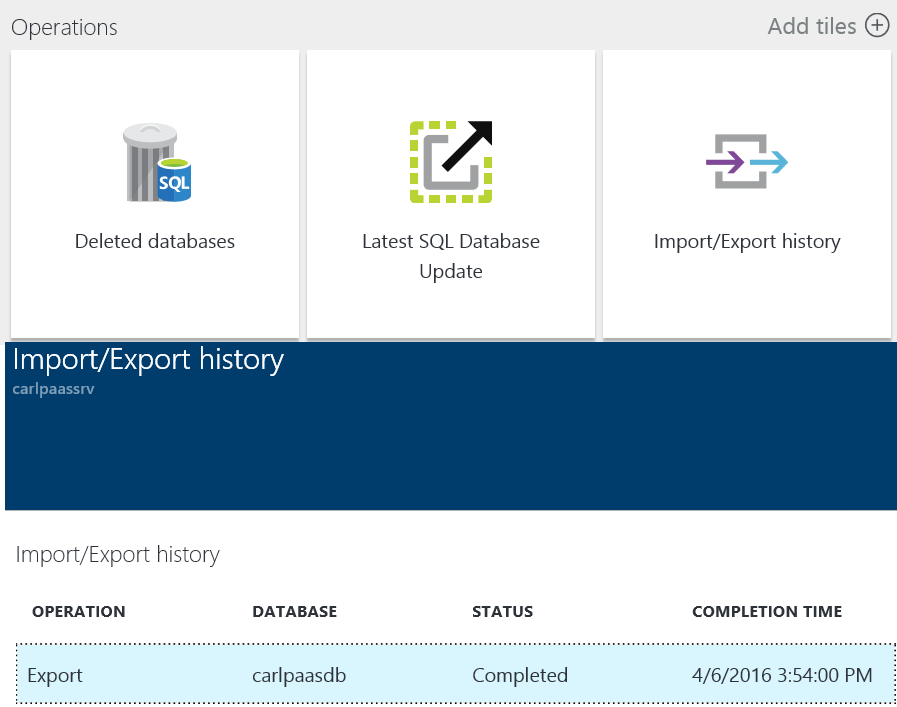 Operations
Add tiles
SQL
Deleted databases
Latest SQL Database
Update
Import/Export history
Import/Export history
carlpaassrv
Import/Export history
OPERATION DATABASE STATUS COMPLETION TIME
Export carlpaasdb Completed 4/6/2016 3:54:00 PM